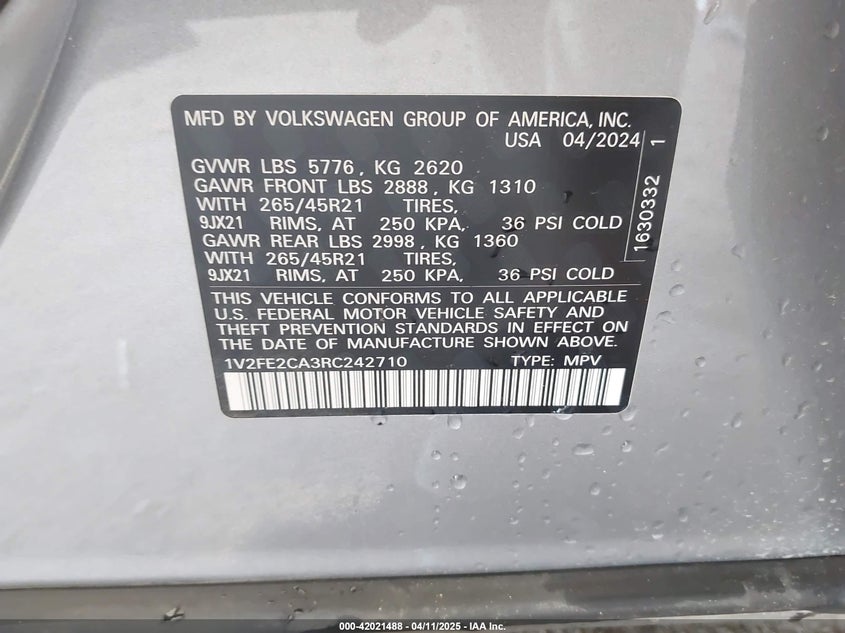 MFD BY VOLKSWAGEN GROUP OF AMERICA, INC.
USA 04/2024
GVWR LBS 5776, KG 2620
GAWR FRONT LBS 2888, KG 1310
WITH 265/45R21 TIRES,
9JX21 RIMS, AT 250 KPA, 36 PSI COLD
GAWR REAR LBS 2998, KG 1360
WITH 265/45R21 TIRES,
9JX21 RIMS, AT 250 KPA, 36 PSI COLD
1630332 1
THIS VEHICLE CONFORMS TO ALL APPLICABLE
U.S. FEDERAL MOTOR VEHICLE SAFETY AND
THEFT PREVENTION STANDARDS IN EFFECT ON
THE DATE OF MANUFACTURE SHOWN ABOVE.
1V2FE2CA3RC242710 TYPE: MPV
000-42021488 - 04/11/2025 - IAA Inc.